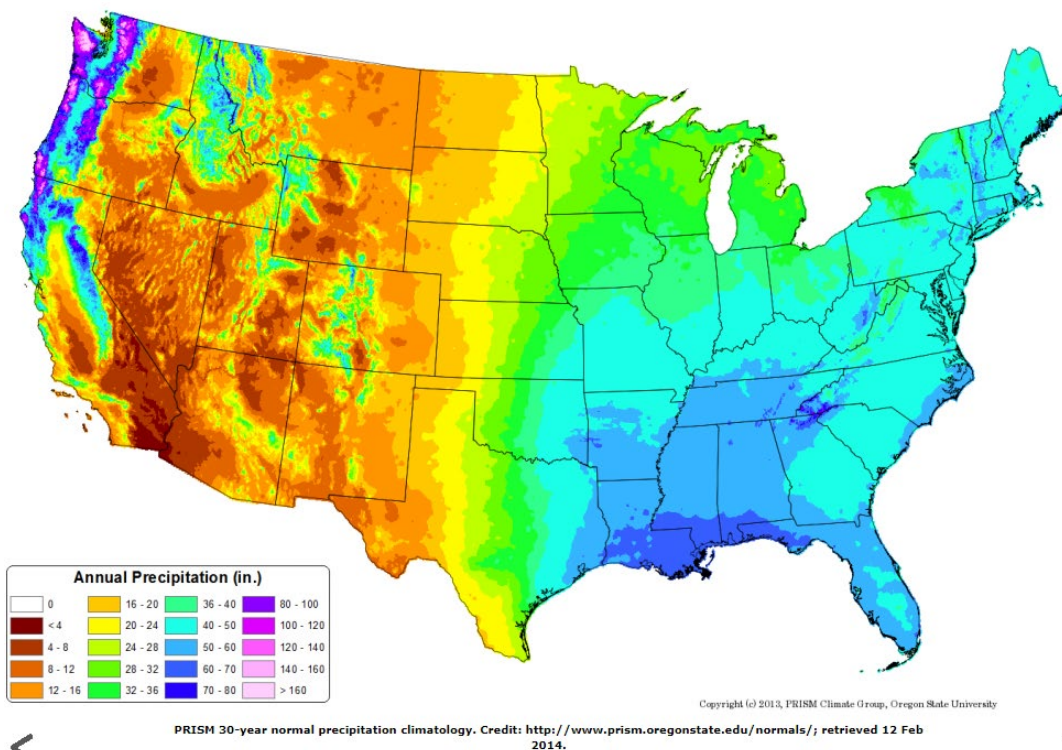 Annual Precipitation (in.)
0
< 4
4 - 8
8 - 12
12 - 16
16 - 20
20 - 24
24 - 28
28 - 32
32 - 36
36 - 40
40 - 50
50 - 60
60 - 70
70 - 80
80 - 100
100 - 120
120 - 140
140 - 160
> 160
Copyright (c) 2013, PRISM Climate Group, Oregon State University
PRISM 30-year normal precipitation climatology. Credit: http://www.prism.oregonstate.edu/normals/; retrieved 12 Feb
2014.